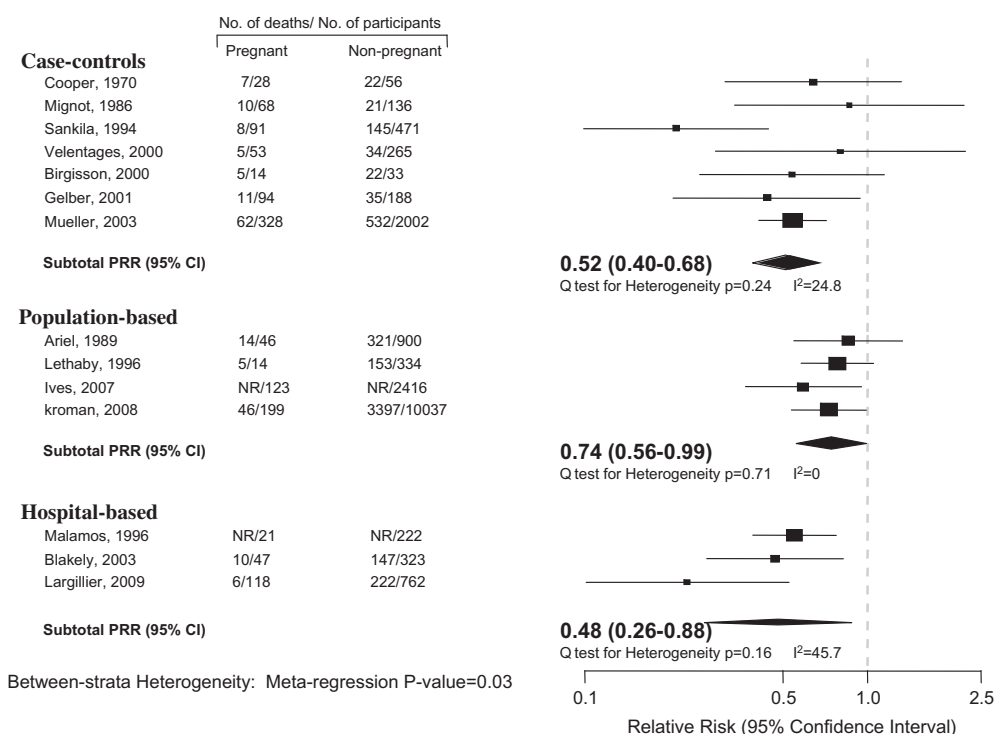 No. of deaths/ No. of participants
Pregnant Non-pregnant
Case-controls
Cooper, 1970 7/28 22/56
Mignot, 1986 10/68 21/136
Sankila, 1994 8/91 145/471
Velentages, 2000 5/53 34/265
Birgisson, 2000 5/14 22/33
Gelber, 2001 11/94 35/188
Mueller, 2003 62/328 532/2002
Subtotal PRR (95% CI) 0.52 (0.40-0.68)
Q test for Heterogeneity p=0.24 I²=24.8
Population-based
Ariel, 1989 14/46 321/900
Lethaby, 1996 5/14 153/334
Ives, 2007 NR/123 NR/2416
kroman, 2008 46/199 3397/10037
Subtotal PRR (95% CI) 0.74 (0.56-0.99)
Q test for Heterogeneity p=0.71 I²=0
Hospital-based
Malamos, 1996 NR/21 NR/222
Blakely, 2003 10/47 147/323
Largillier, 2009 6/118 222/762
Subtotal PRR (95% CI) 0.48 (0.26-0.88)
Q test for Heterogeneity p=0.16 I²=45.7
Between-strata Heterogeneity: Meta-regression P-value=0.03
0.1 0.5 1.0 2.5
Relative Risk (95% Confidence Interval)